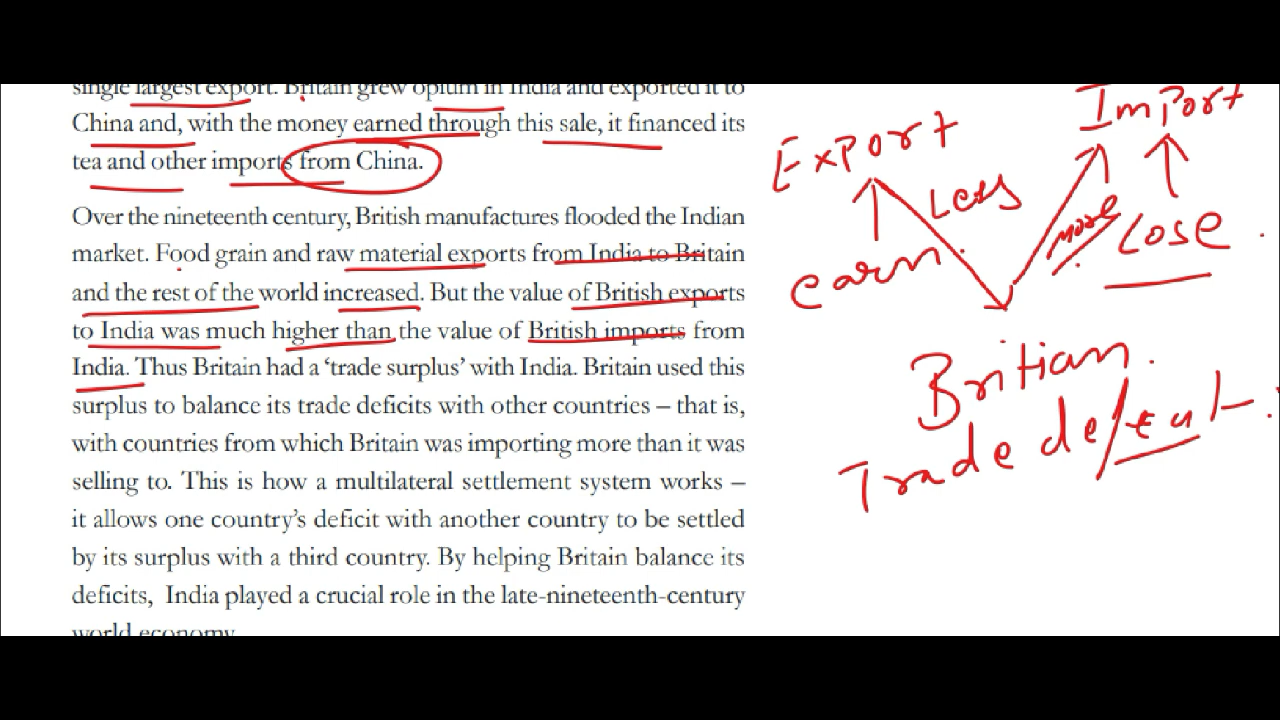 single largest export. Britain grew opium in India and exported it to
China and, with the money earned through this sale, it financed its
tea and other imports from China.
Over the nineteenth century, British manufactures flooded the Indian
market. Food grain and raw material exports from India to Britain
and the rest of the world increased. But the value of British exports
to India was much higher than the value of British imports from
India. Thus Britain had a ‘trade surplus’ with India. Britain used this
surplus to balance its trade deficits with other countries – that is,
with countries from which Britain was importing more than it was
selling to. This is how a multilateral settlement system works –
it allows one country’s deficit with another country to be settled
by its surplus with a third country. By helping Britain balance its
deficits, India played a crucial role in the late-nineteenth-century
world economy.
Export
Import
Less
more
Lose.
earn.
Britian.
Trade